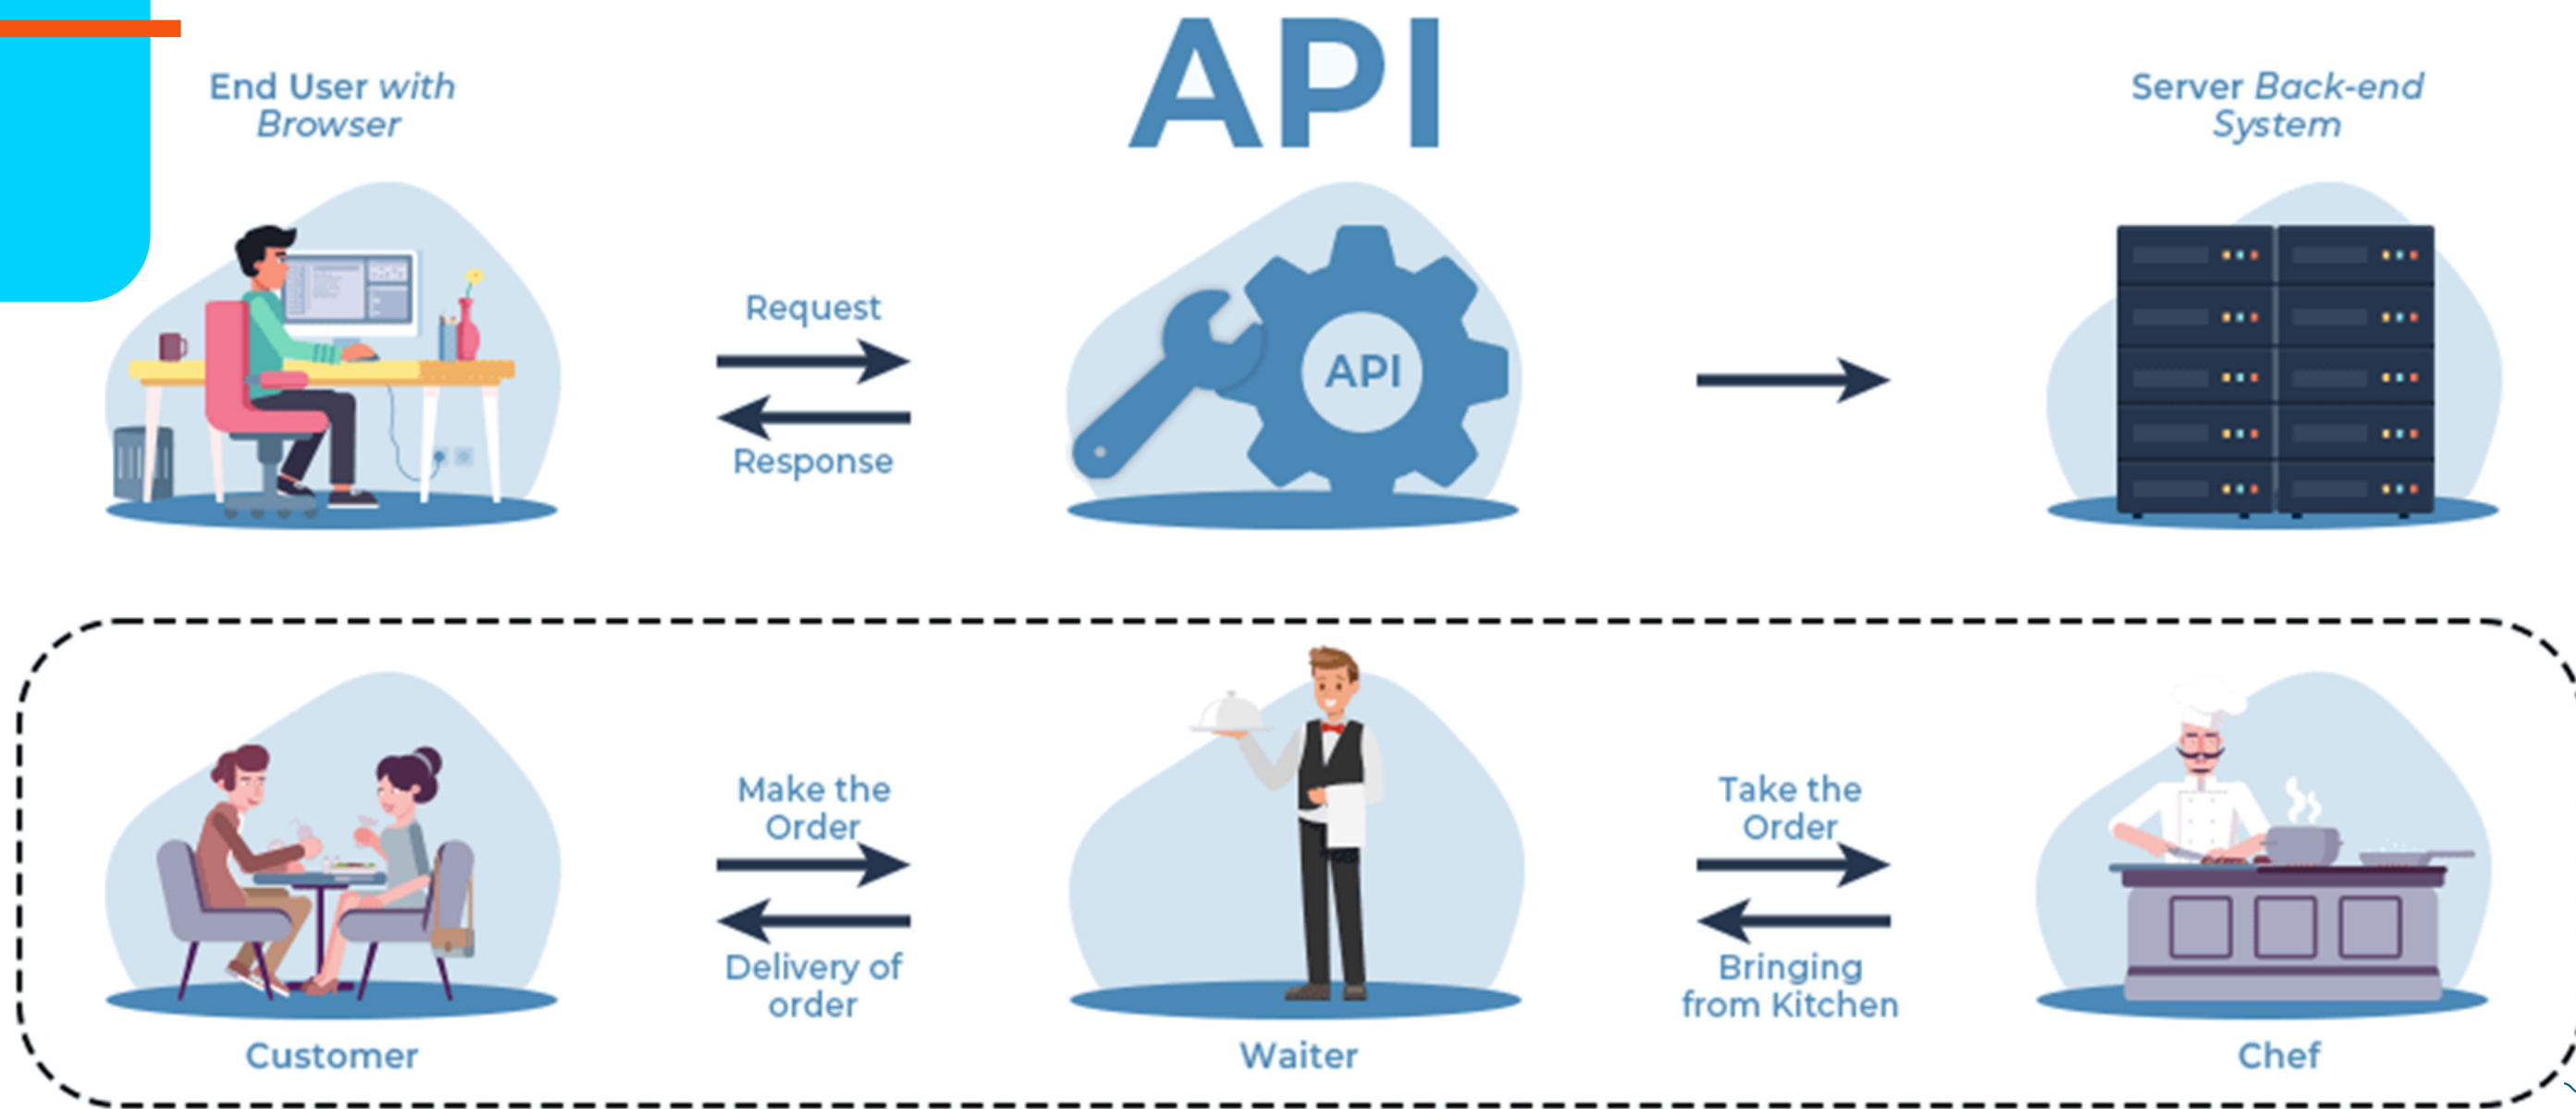 API
End User with
Browser
Server Back-end
System
Request
API
Response
Make the
Order
Take the
Order
Delivery of
order
Bringing
from Kitchen
Customer
Waiter
Chef